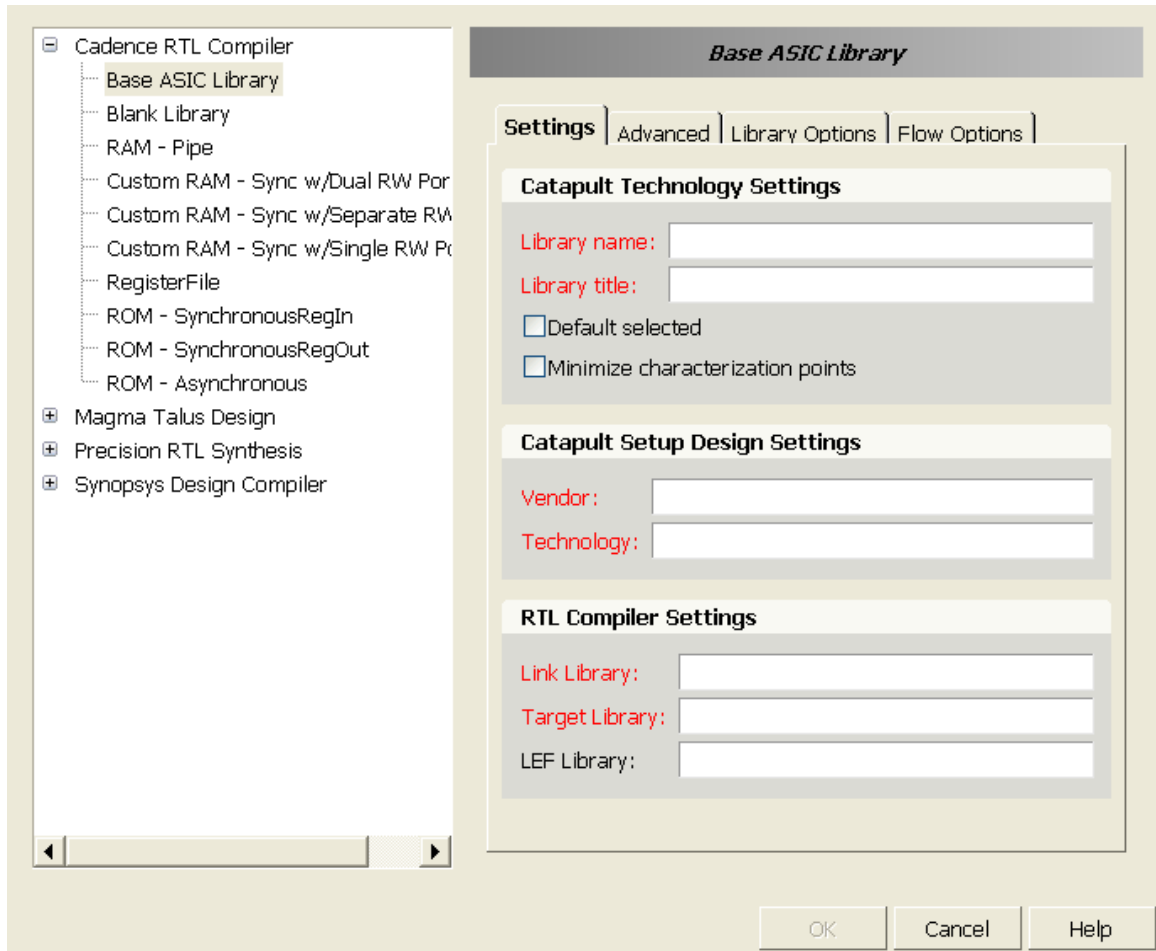 Cadence RTL Compiler
Base ASIC Library
Blank Library
RAM - Pipe
Custom RAM - Sync w/Dual RW Por
Custom RAM - Sync w/Separate RW
Custom RAM - Sync w/Single RW Po
RegisterFile
ROM - SynchronousRegIn
ROM - SynchronousRegOut
ROM - Asynchronous
Magma Talus Design
Precision RTL Synthesis
Synopsys Design Compiler
Base ASIC Library
Settings Advanced Library Options Flow Options
Catapult Technology Settings
Library name:
Library title:
Default selected
Minimize characterization points
Catapult Setup Design Settings
Vendor:
Technology:
RTL Compiler Settings
Link Library:
Target Library:
LEF Library:
OK Cancel Help